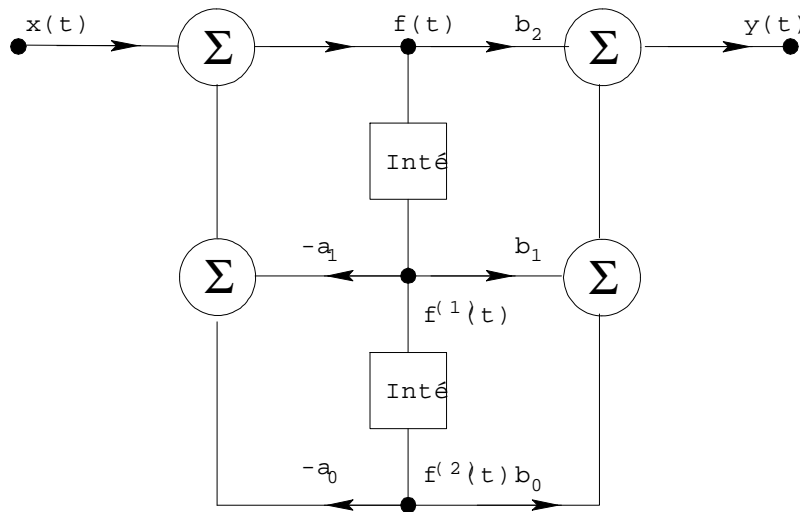 x(t) f(t) b₂ y(t)
Σ Σ
Inté
-a₁ b₁
Σ Σ
f⁽¹⁾(t)
Inté
-a₀ f⁽²⁾(t) b₀